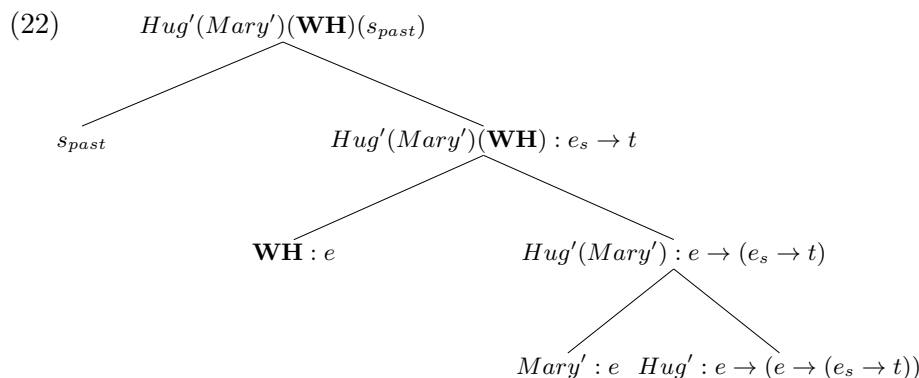 (22) Hug′(Mary′)(WH)(s_past)
s_past Hug′(Mary′)(WH) : e_s → t
WH : e Hug′(Mary′) : e → (e_s → t)
Mary′ : e Hug′ : e → (e → (e_s → t))